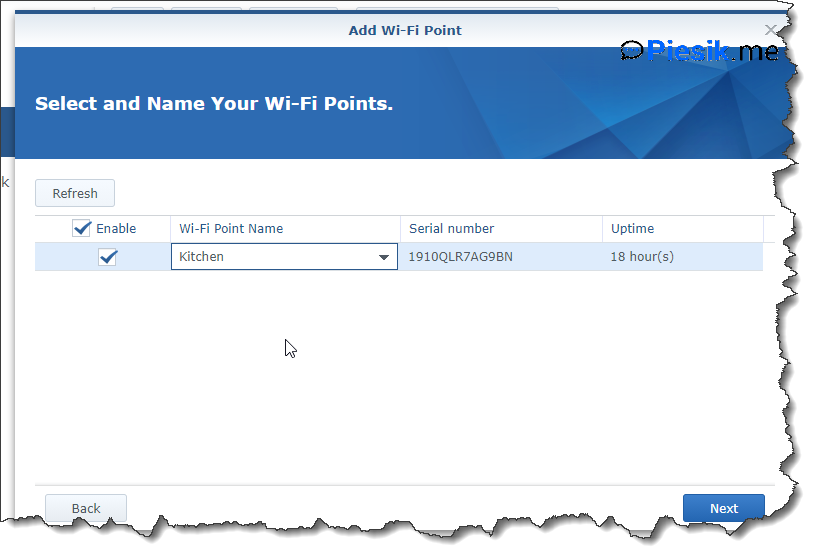 Add Wi-Fi Point
Piesik.me
Select and Name Your Wi-Fi Points.
k
Refresh
Enable Wi-Fi Point Name Serial number Uptime
Kitchen 1910QLR7AG9BN 18 hour(s)
Back Next